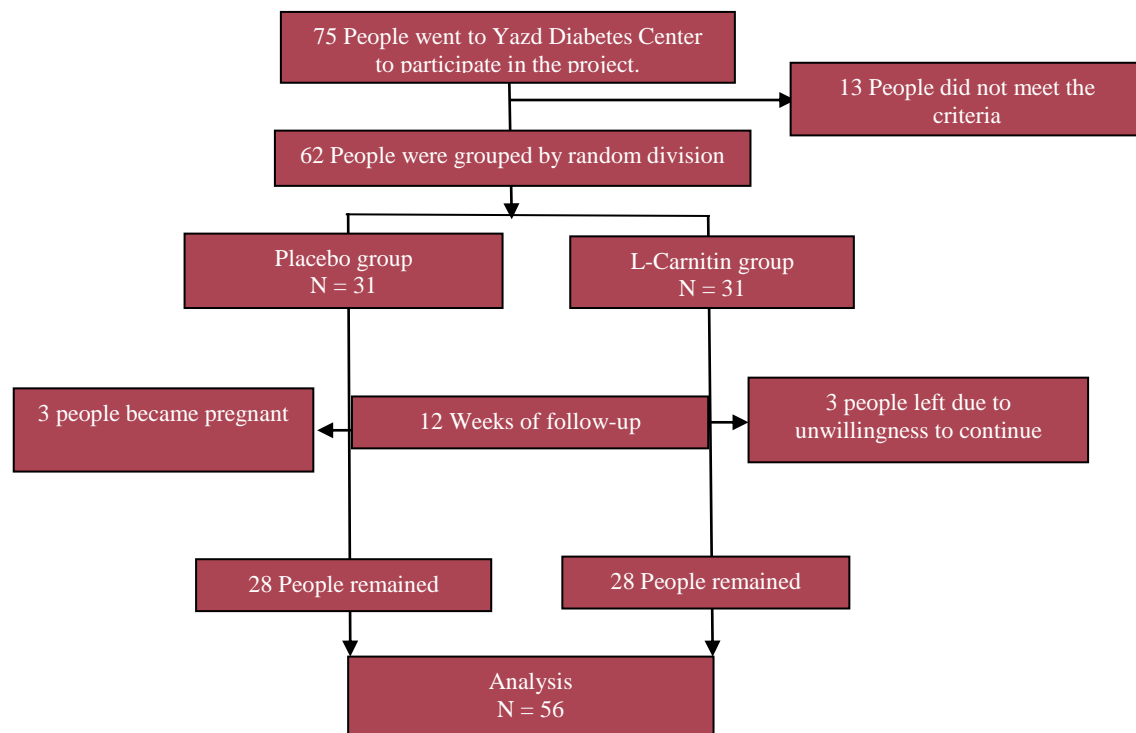 75 People went to Yazd Diabetes Center
to participate in the project.
13 People did not meet the
criteria
62 People were grouped by random division
Placebo group
N = 31
L-Carnitin group
N = 31
3 people became pregnant
12 Weeks of follow-up
3 people left due to
unwillingness to continue
28 People remained
28 People remained
Analysis
N = 56